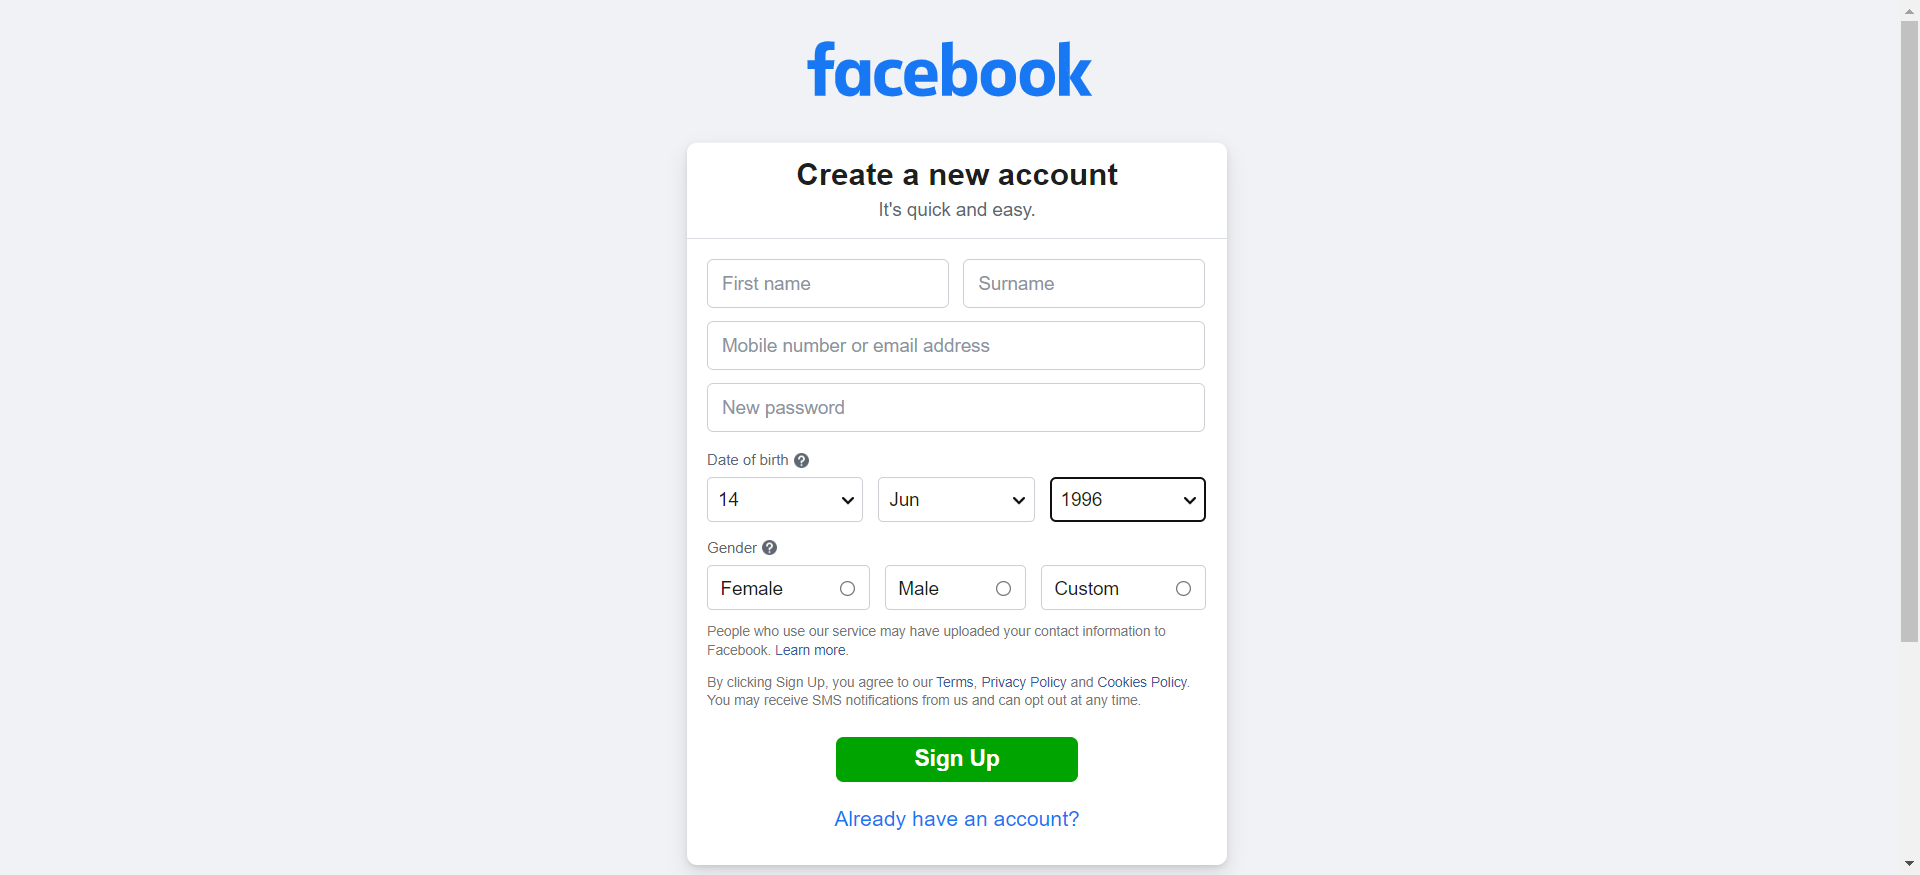 facebook
Create a new account
It's quick and easy.
First name Surname
Mobile number or email address
New password
Date of birth ?
14 Jun 1996
Gender ?
Female Male Custom
People who use our service may have uploaded your contact information to
Facebook. Learn more.
By clicking Sign Up, you agree to our Terms, Privacy Policy and Cookies Policy.
You may receive SMS notifications from us and can opt out at any time.
Sign Up
Already have an account?